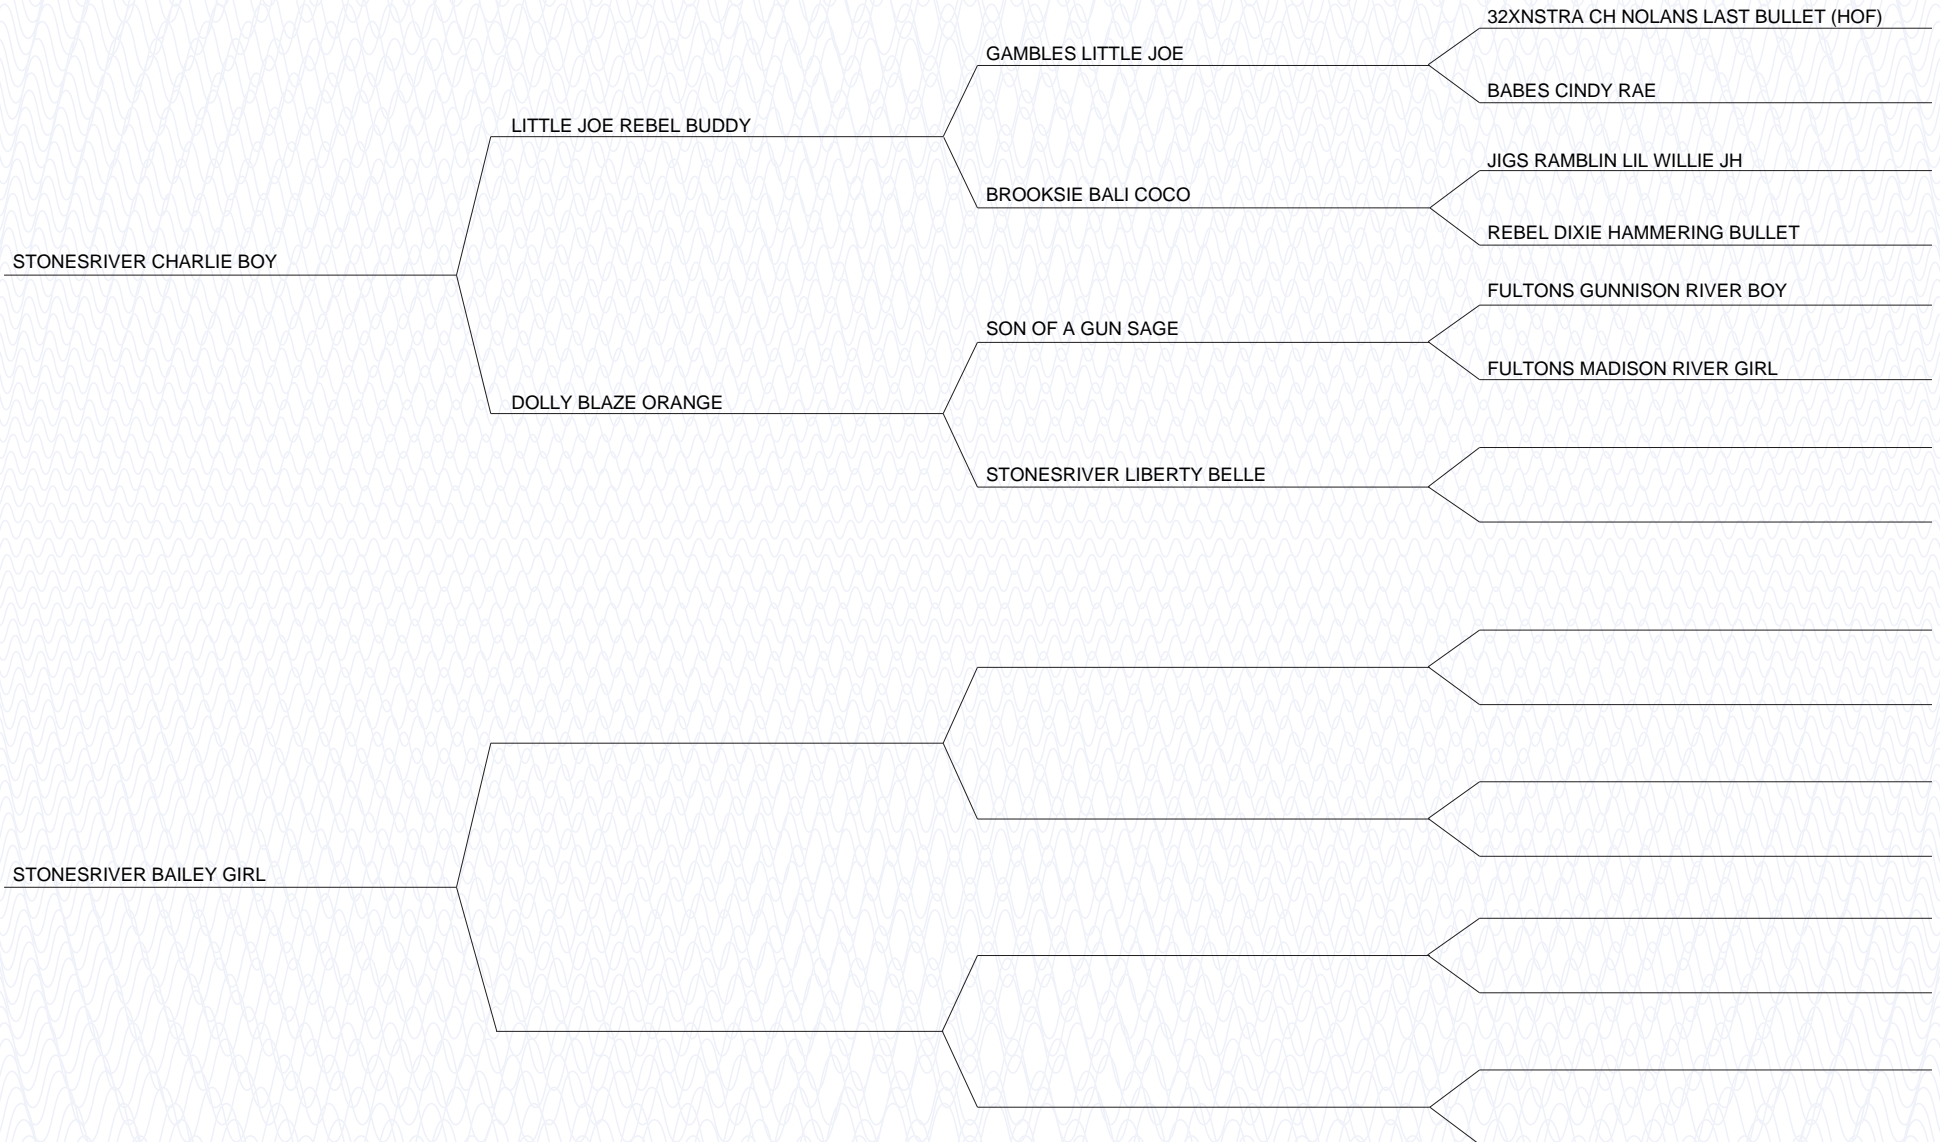 32XNSTRA CH NOLANS LAST BULLET (HOF)
GAMBLES LITTLE JOE
BABES CINDY RAE
LITTLE JOE REBEL BUDDY
JIGS RAMBLIN LIL WILLIE JH
BROOKSIE BALI COCO
REBEL DIXIE HAMMERING BULLET
STONESRIVER CHARLIE BOY
FULTONS GUNNISON RIVER BOY
SON OF A GUN SAGE
FULTONS MADISON RIVER GIRL
DOLLY BLAZE ORANGE
STONESRIVER LIBERTY BELLE
STONESRIVER BAILEY GIRL